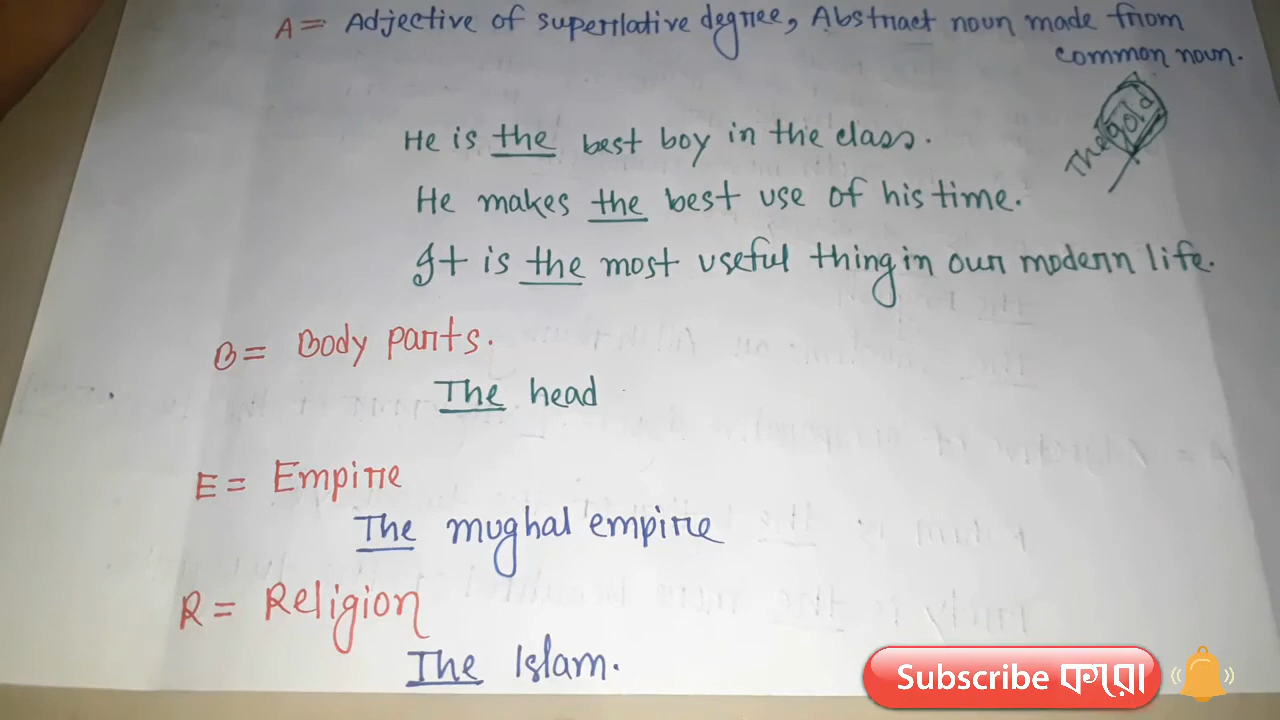 A = Adjective of superlative degree, Abstract noun made from
common noun.
The gold
He is the best boy in the class.
He makes the best use of his time.
It is the most useful thing in our modern life.
B = Body parts.
The head
E = Empire
The mughal empire
R = Religion
The Islam.
Subscribe করো